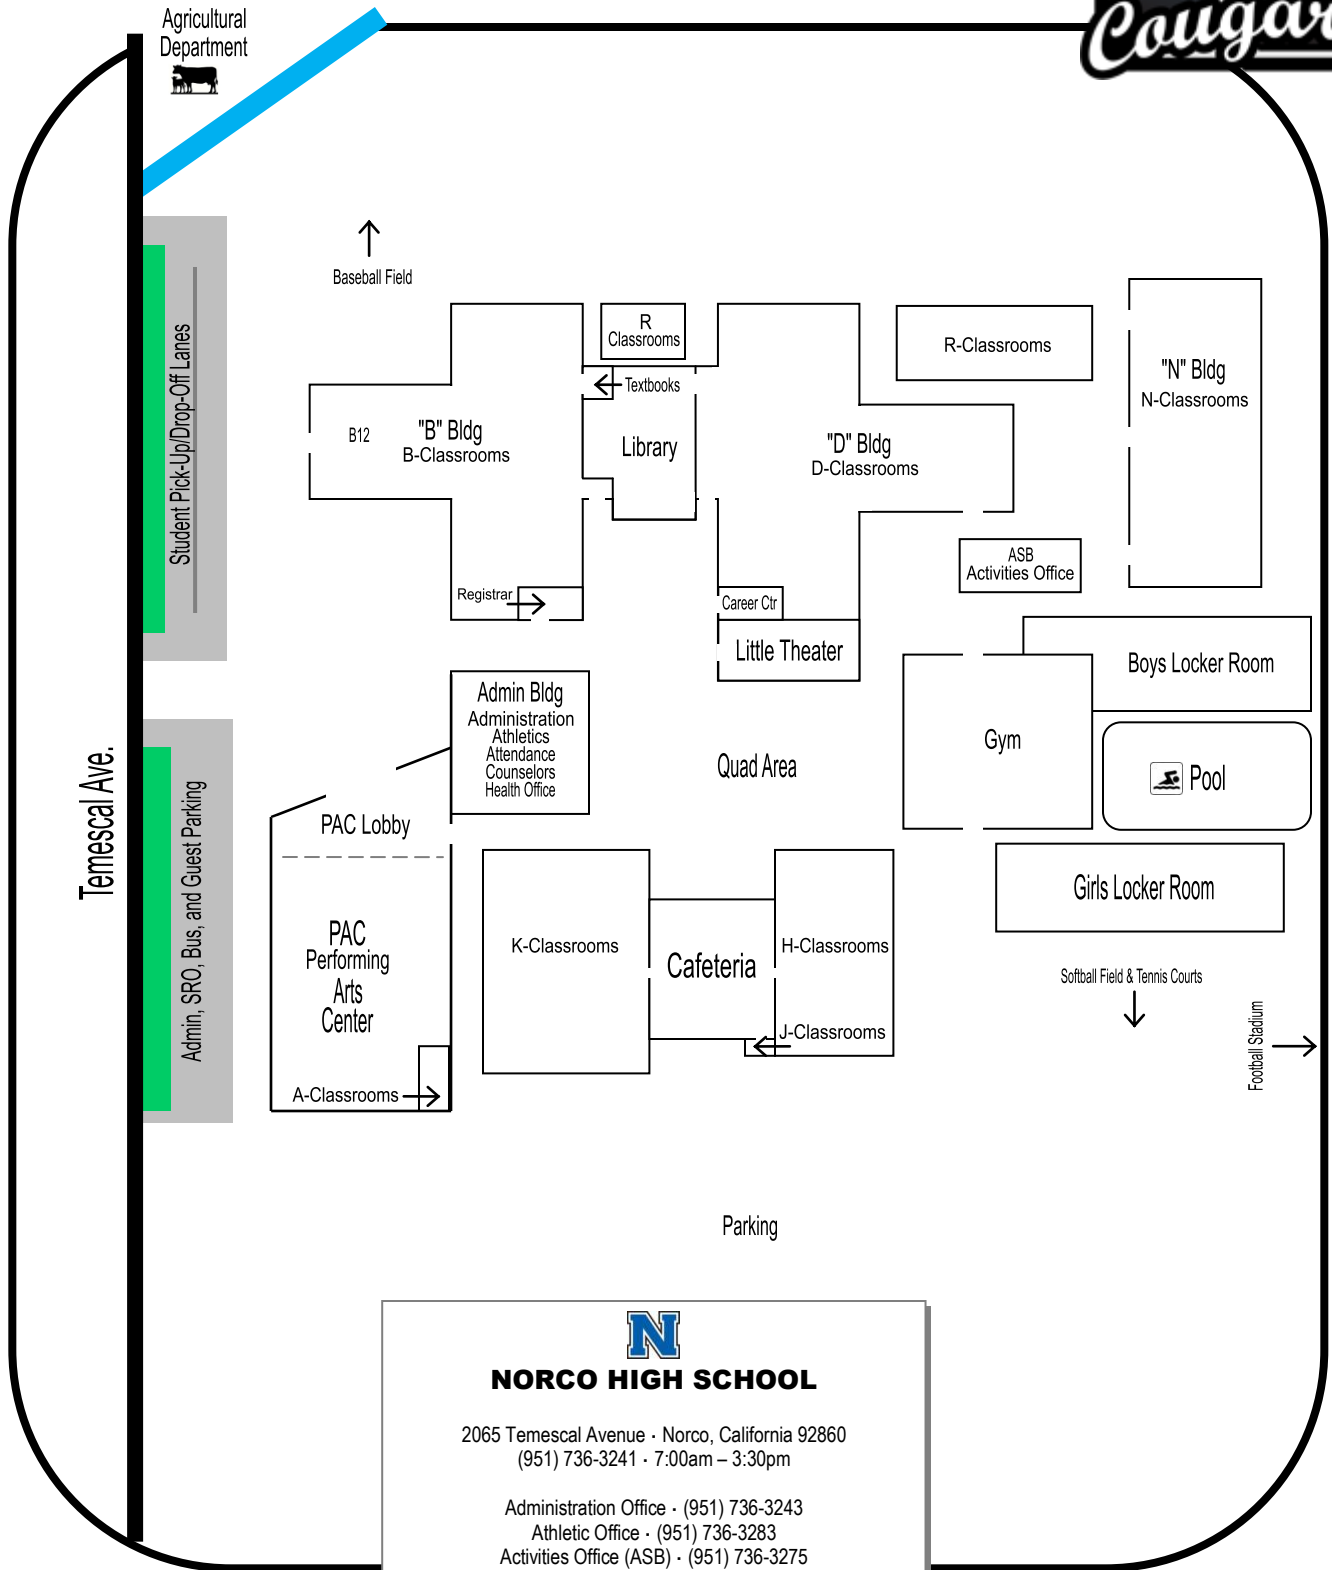 Agricultural
Department
Cougar
Baseball Field
Student Pick-Up/Drop-Off Lanes
R
Classrooms
Textbooks
Library
B12
"B" Bldg
B-Classrooms
"D" Bldg
D-Classrooms
R-Classrooms
"N" Bldg
N-Classrooms
ASB
Activities Office
Registrar
Career Ctr
Little Theater
Boys Locker Room
Gym
Pool
Girls Locker Room
Admin Bldg
Administration
Athletics
Attendance
Counselors
Health Office
Quad Area
Temescal Ave.
Admin, SRO, Bus, and Guest Parking
PAC Lobby
PAC
Performing
Arts
Center
A-Classrooms
K-Classrooms
Cafeteria
H-Classrooms
J-Classrooms
Softball Field & Tennis Courts
Football Stadium
Parking
N
NORCO HIGH SCHOOL
2065 Temescal Avenue · Norco, California 92860
(951) 736-3241 · 7:00am – 3:30pm
Administration Office · (951) 736-3243
Athletic Office · (951) 736-3283
Activities Office (ASB) · (951) 736-3275